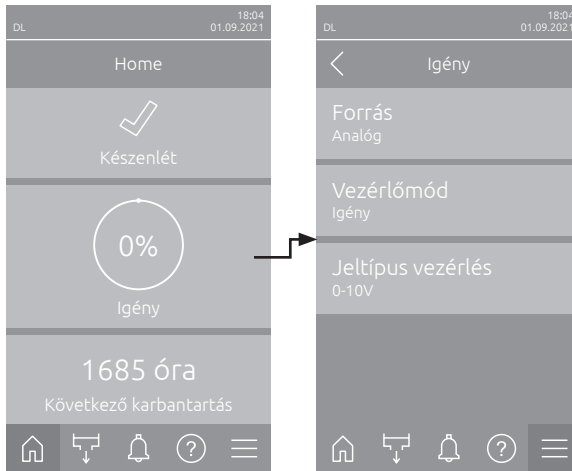 18:04
DL 01.09.2021
Home
Készenlét
0%
Igény
1685 óra
Következő karbantartás
18:04
DL 01.09.2021
Igény
Forrás
Analóg
Vezérlőmód
Igény
Jeltípus vezérlés
0-10V